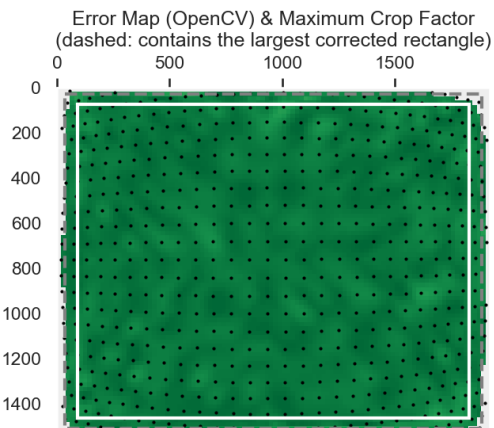 Error Map (OpenCV) & Maximum Crop Factor
(dashed: contains the largest corrected rectangle)
0 500 1000 1500
0
200
400
600
800
1000
1200
1400